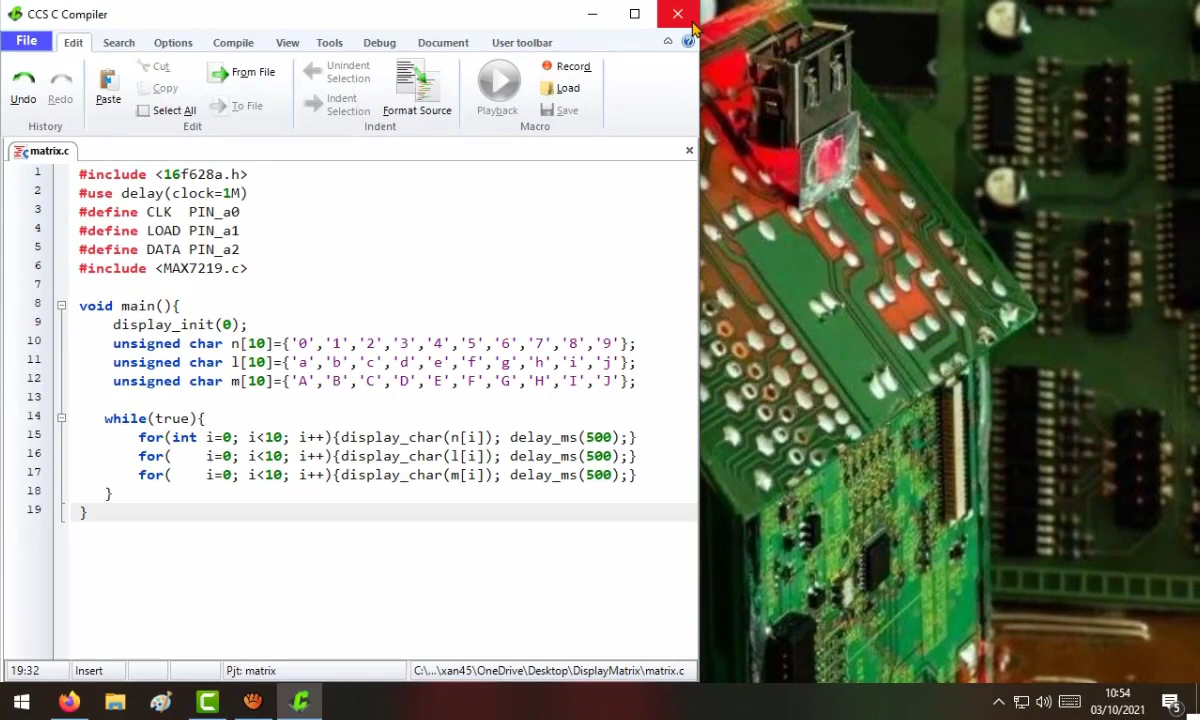 CCS C Compiler
File Edit Search Options Compile View Tools Debug Document User toolbar
Undo Redo Paste Cut Copy Select All From File To File Unindent Selection Indent Selection Format Source Playback Record Load Save
History Edit Indent Macro
matrix.c
1 #include <16f628a.h>
2 #use delay(clock=1M)
3 #define CLK  PIN_a0
4 #define LOAD PIN_a1
5 #define DATA PIN_a2
6 #include <MAX7219.c>
7
8 void main(){
9     display_init(0);
10     unsigned char n[10]={'0','1','2','3','4','5','6','7','8','9'};
11     unsigned char l[10]={'a','b','c','d','e','f','g','h','i','j'};
12     unsigned char m[10]={'A','B','C','D','E','F','G','H','I','J'};
13
14    while(true){
15        for(int i=0; i<10; i++){display_char(n[i]); delay_ms(500);}
16        for(    i=0; i<10; i++){display_char(l[i]); delay_ms(500);}
17        for(    i=0; i<10; i++){display_char(m[i]); delay_ms(500);}
18    }
19 }
19:32 Insert Pjt: matrix C:\...\xan45\OneDrive\Desktop\DisplayMatrix\matrix.c
10:54
03/10/2021
5